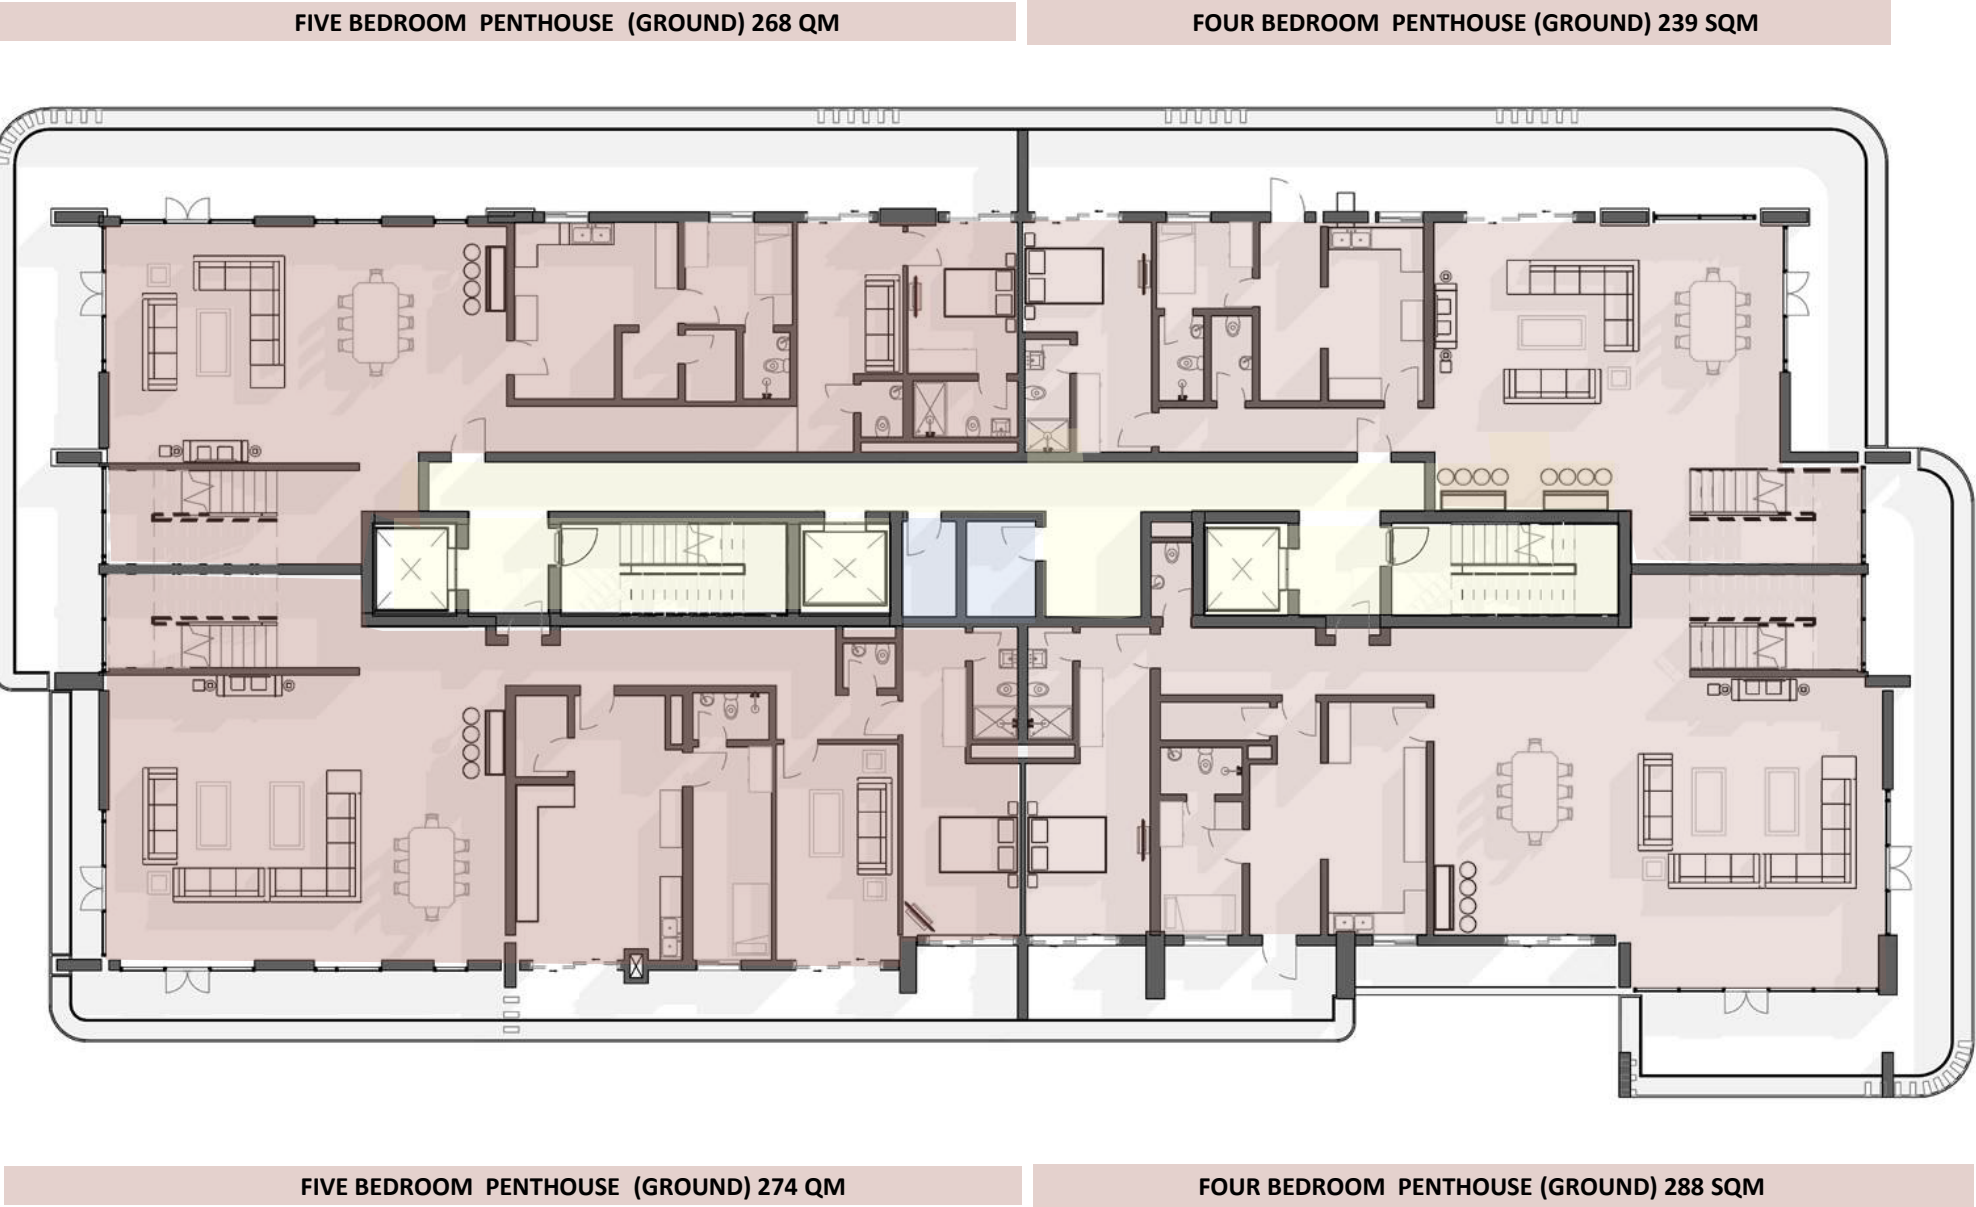 FIVE BEDROOM PENTHOUSE (GROUND) 268 QM
FOUR BEDROOM PENTHOUSE (GROUND) 239 SQM
FIVE BEDROOM PENTHOUSE (GROUND) 274 QM
FOUR BEDROOM PENTHOUSE (GROUND) 288 SQM